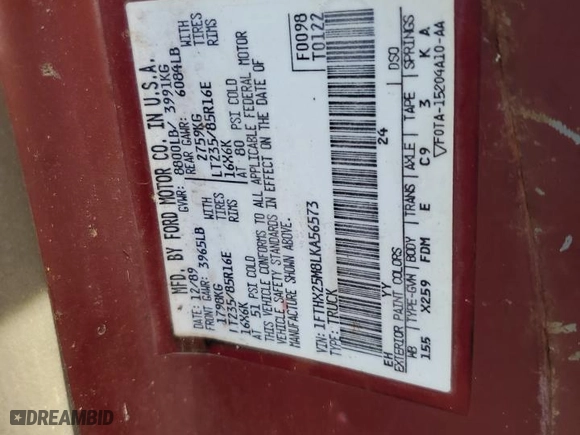 MFD. BY FORD MOTOR CO. IN U.S.A.
DATE: 12/89 GVWR: 8800LB/ 3991KG
FRONT GAWR: 3965LB REAR GAWR: 6084LB
1798KG WITH 2759KG WITH
LT235/85R16E TIRES LT235/85R16E TIRES
16X6K RIMS 16X6K RIMS
AT 51 PSI COLD AT 80 PSI COLD
THIS VEHICLE CONFORMS TO ALL APPLICABLE FEDERAL MOTOR
VEHICLE SAFETY STANDARDS IN EFFECT ON THE DATE OF
MANUFACTURE SHOWN ABOVE.
F0098
T0122
VIN: 1FTHX25M8LKA56573
TYPE: TRUCK
EH YY 24
EXTERIOR PAINT COLORS DSO
WB TYPE-GVW BODY TRANS AXLE TAPE SPRINGS
155 X259 FDM E C9 3 K A
F0TA-15204A10-AA
DREAMBID